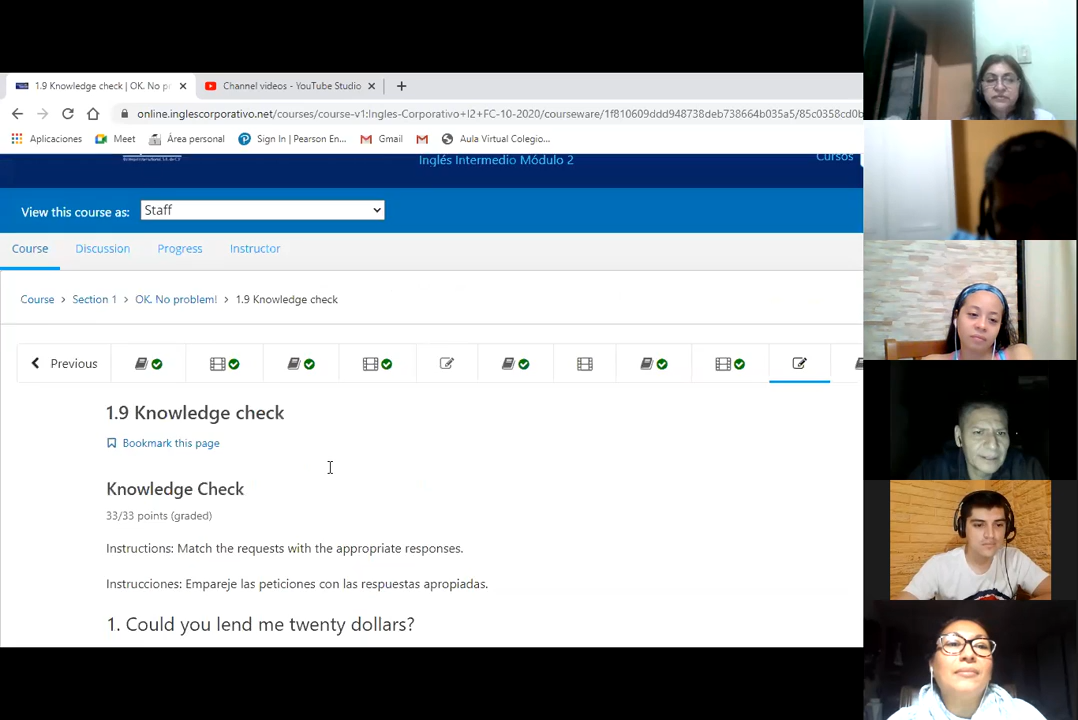 1.9 Knowledge check | OK. No p
Channel videos - YouTube Studio
online.inglescorporativo.net/courses/course-v1:Ingles-Corporativo+I2+FC-10-2020/courseware/1f810609ddd948738deb738664b035a5/85c0358cd0b
Aplicaciones
Meet
Área personal
Sign In | Pearson En...
Gmail
Aula Virtual Colegio...
Inglés Intermedio Módulo 2
Cursos
View this course as:
Staff
Course
Discussion
Progress
Instructor
Course > Section 1 > OK. No problem! > 1.9 Knowledge check
Previous
1.9 Knowledge check
Bookmark this page
Knowledge Check
33/33 points (graded)
Instructions: Match the requests with the appropriate responses.
Instrucciones: Empareje las peticiones con las respuestas apropiadas.
1. Could you lend me twenty dollars?